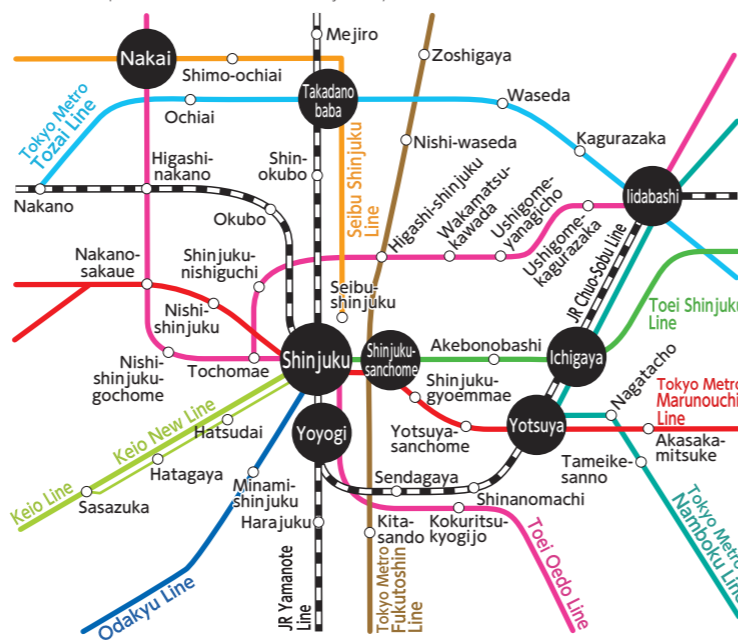 Mejiro
Nakai
Zoshigaya
Shimo-ochiai
Takadano
baba
Waseda
Ochiai
Tokyo Metro
Tozai Line
Nishi-waseda
Kagurazaka
Higashi-
nakano
Shin-
okubo
Seibu Shinjuku
Line
Higashi-shinjuku
Wakamatsu-
kawada
Ushigome-
yanagicho
Ushigome-
kagurazaka
Iidabashi
Nakano
Okubo
JR Chuo-Sobu Line
Nakano-
sakaue
Shinjuku-
nishiguchi
Seibu-
shinjuku
Toei Shinjuku
Line
Nishi-
shinjuku
Nishi-
shinjuku-
gochome
Tochomae
Shinjuku
Shinjuku-
sanchome
Akebonobashi
Ichigaya
Nagatacho
Tokyo Metro
Marunouchi
Line
Shinjuku-
gyoemmae
Keio New Line
Hatsudai
Yoyogi
Yotsuya-
sanchome
Yotsuya
Akasaka-
mitsuke
Tameike-
sanno
Keio Line
Hatagaya
Sasazuka
Minami-
shinjuku
Sendagaya
Shinanomachi
Harajuku
Kita-
sando
Kokuritsu-
kyogijo
Tokyo Metro
Namboku Line
Odakyu Line
JR Yamanote
Line
Tokyo Metro
Fukutoshin
Line
Toei Oedo Line